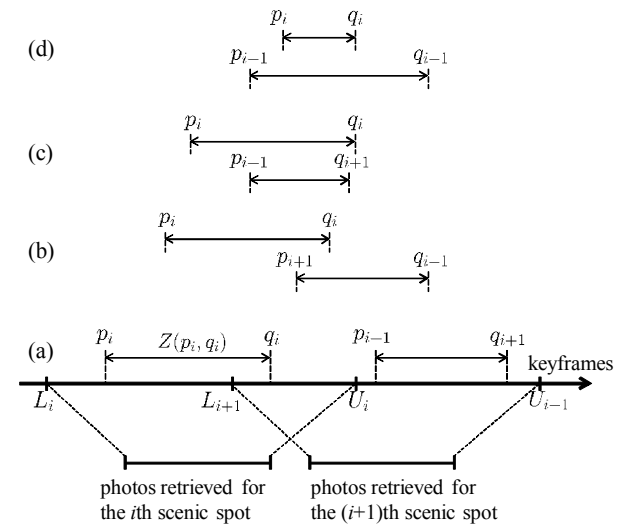 p_i q_i
(d)
p_{i-1} q_{i-1}
p_i q_i
(c)
p_{i-1} q_{i+1}
p_i q_i
(b)
p_{i+1} q_{i-1}
(a) p_i Z(p_i, q_i) q_i p_{i-1} q_{i+1}
keyframes
L_i L_{i+1} U_i U_{i-1}
photos retrieved for photos retrieved for
the ith scenic spot the (i+1)th scenic spot